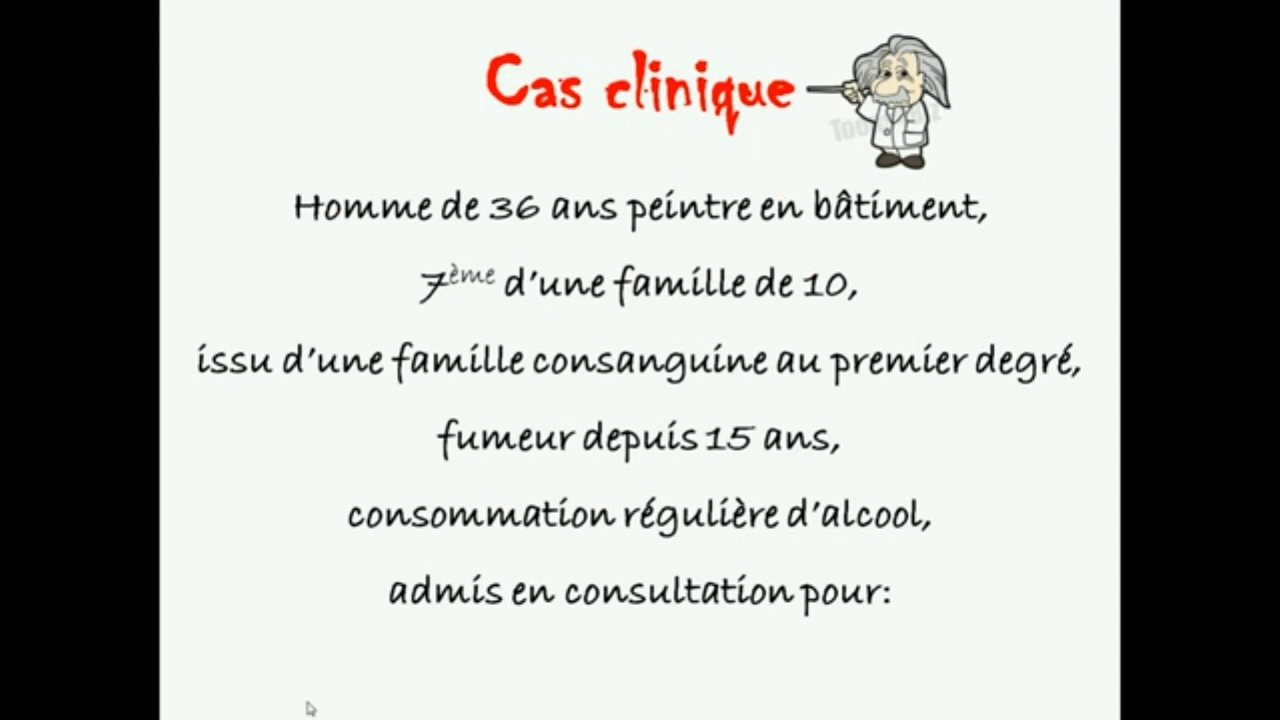 Cas clinique
Homme de 36 ans peintre en bâtiment,
7ème d'une famille de 10,
issu d'une famille consanguine au premier degré,
fumeur depuis 15 ans,
consommation régulière d'alcool,
admis en consultation pour: